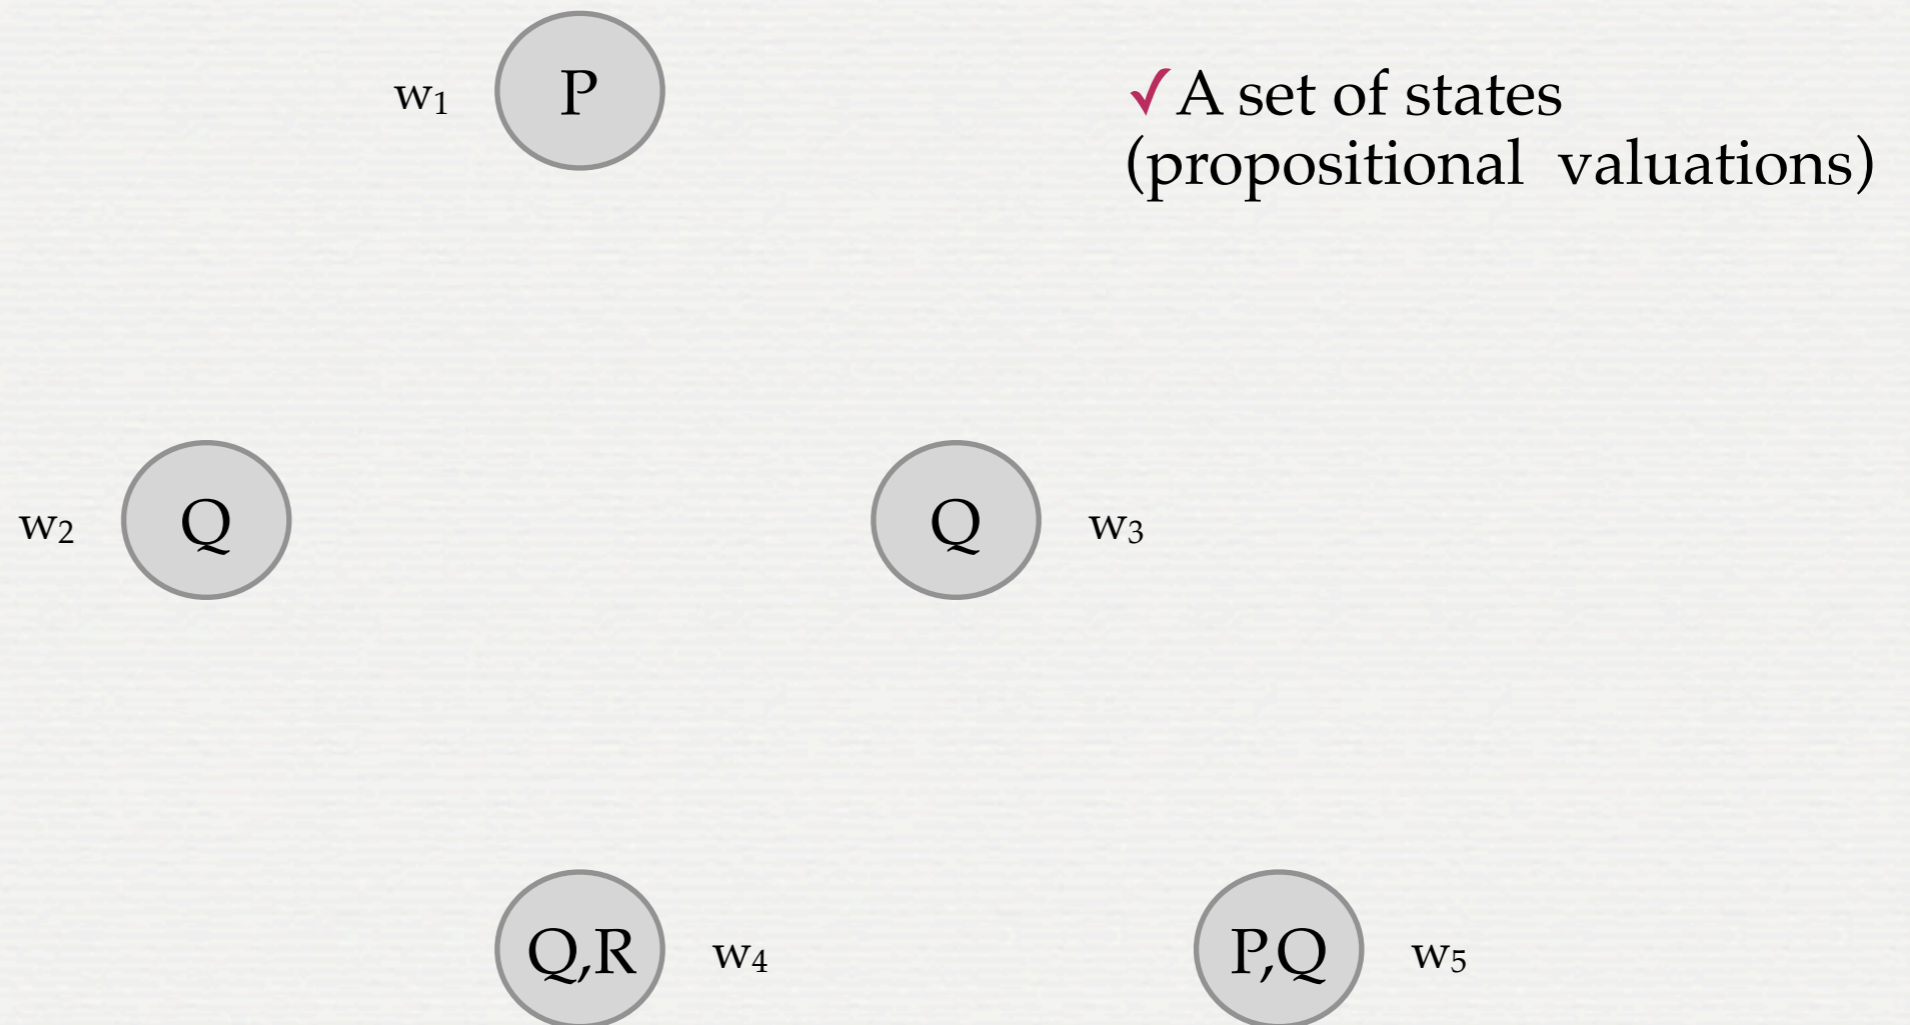 w₁ P
✓A set of states
(propositional valuations)
w₂ Q
Q w₃
Q,R w₄
P,Q w₅